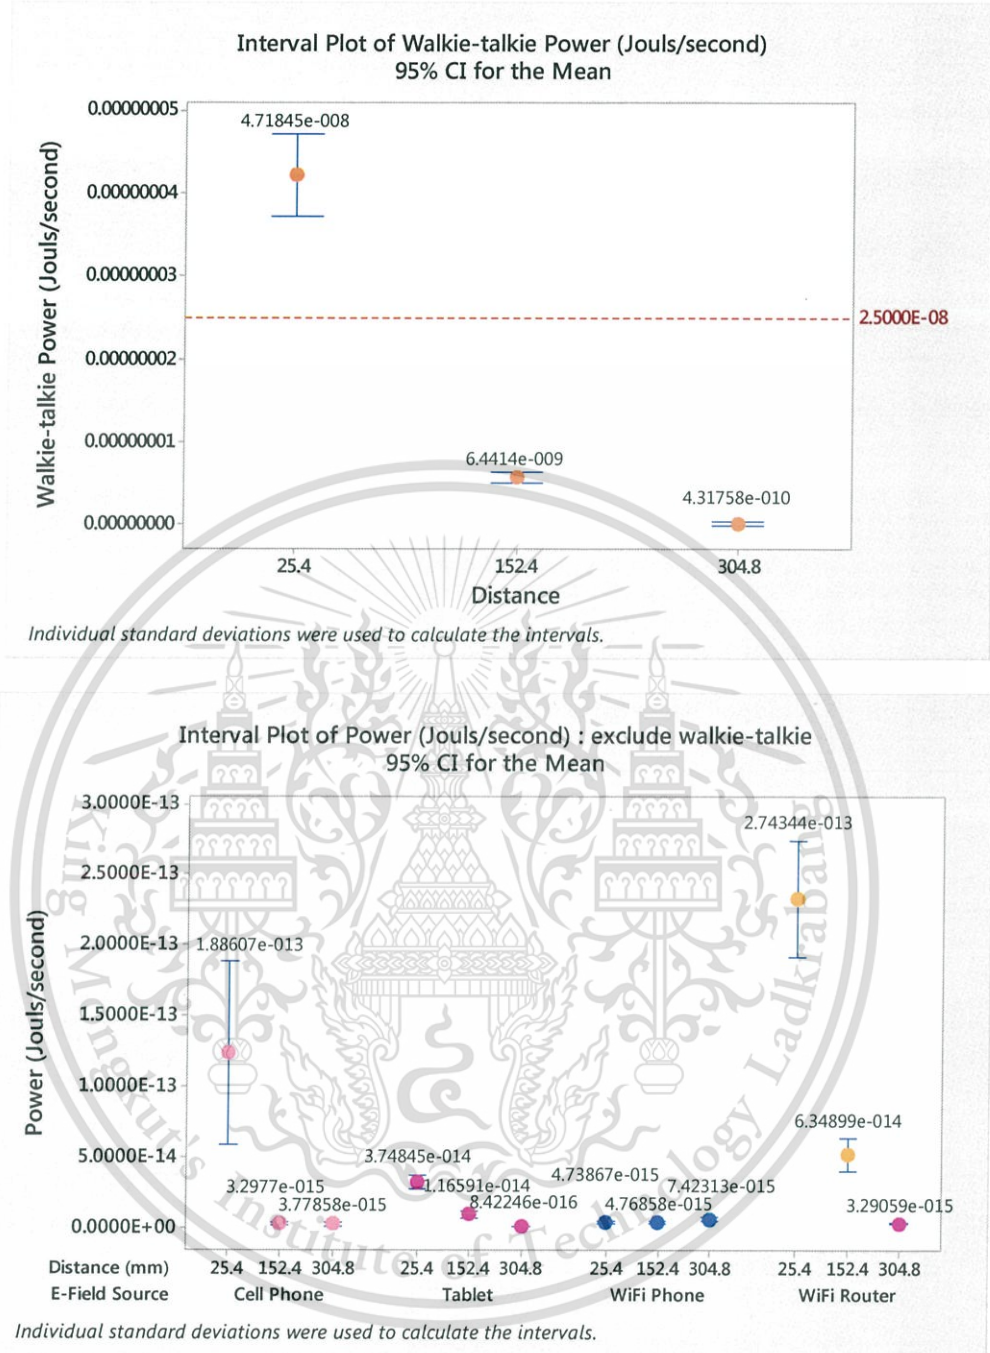 Interval Plot of Walkie-talkie Power (Jouls/second)
95% CI for the Mean
Walkie-talkie Power (Jouls/second)
0.00000005
0.00000004
0.00000003
0.00000002
0.00000001
0.00000000
4.71845e-008
2.5000E-08
6.4414e-009
4.31758e-010
25.4 152.4 304.8
Distance
Individual standard deviations were used to calculate the intervals.
Interval Plot of Power (Jouls/second) : exclude walkie-talkie
95% CI for the Mean
Power (Jouls/second)
3.0000E-13
2.5000E-13
2.0000E-13
1.5000E-13
1.0000E-13
5.0000E-14
0.0000E+00
1.88607e-013
3.2977e-015
3.77858e-015
3.74845e-014
1.16591e-014
8.42246e-016
4.73867e-015
4.76858e-015
7.42313e-015
2.74344e-013
6.34899e-014
3.29059e-015
Distance (mm) 25.4 152.4 304.8 25.4 152.4 304.8 25.4 152.4 304.8 25.4 152.4 304.8
E-Field Source Cell Phone Tablet WiFi Phone WiFi Router
Individual standard deviations were used to calculate the intervals.
King Mongkut's Institute of Technology Ladkrabang